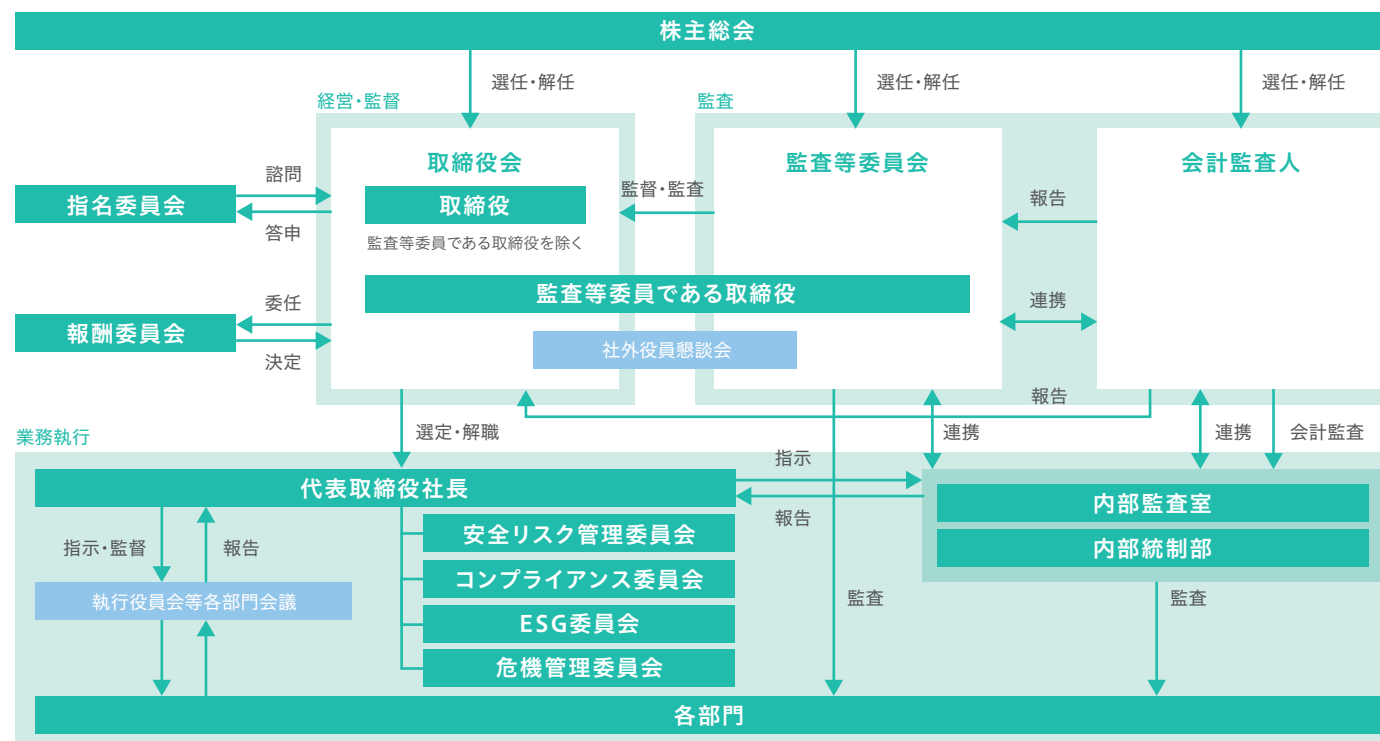 株主総会
選任・解任
選任・解任
選任・解任
経営・監督
監査
取締役会
監査等委員会
会計監査人
諮問
指名委員会
答申
取締役
監査等委員である取締役を除く
監督・監査
報告
監査等委員である取締役
委任
報酬委員会
決定
連携
社外役員懇談会
報告
選定・解職
連携
連携
会計監査
業務執行
代表取締役社長
指示
報告
内部監査室
内部統制部
指示・監督
報告
安全リスク管理委員会
コンプライアンス委員会
ESG委員会
危機管理委員会
執行役員会等各部門会議
監査
監査
各部門